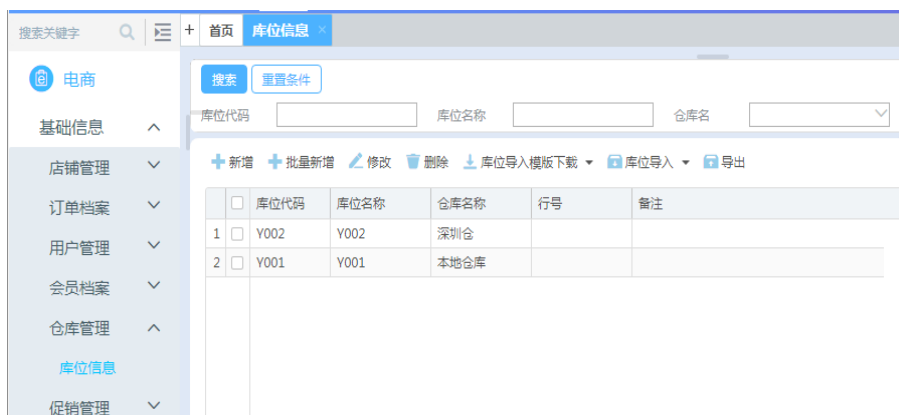 搜索关键字 + 首页 库位信息 ×
电商
搜索 重置条件
库位代码 库位名称 仓库名
基础信息
店铺管理
订单档案
用户管理
会员档案
仓库管理
库位信息
促销管理
新增 批量新增 修改 删除 库位导入模版下载 库位导入 导出
库位代码 库位名称 仓库名称 行号 备注
1 Y002 Y002 深圳仓
2 Y001 Y001 本地仓库